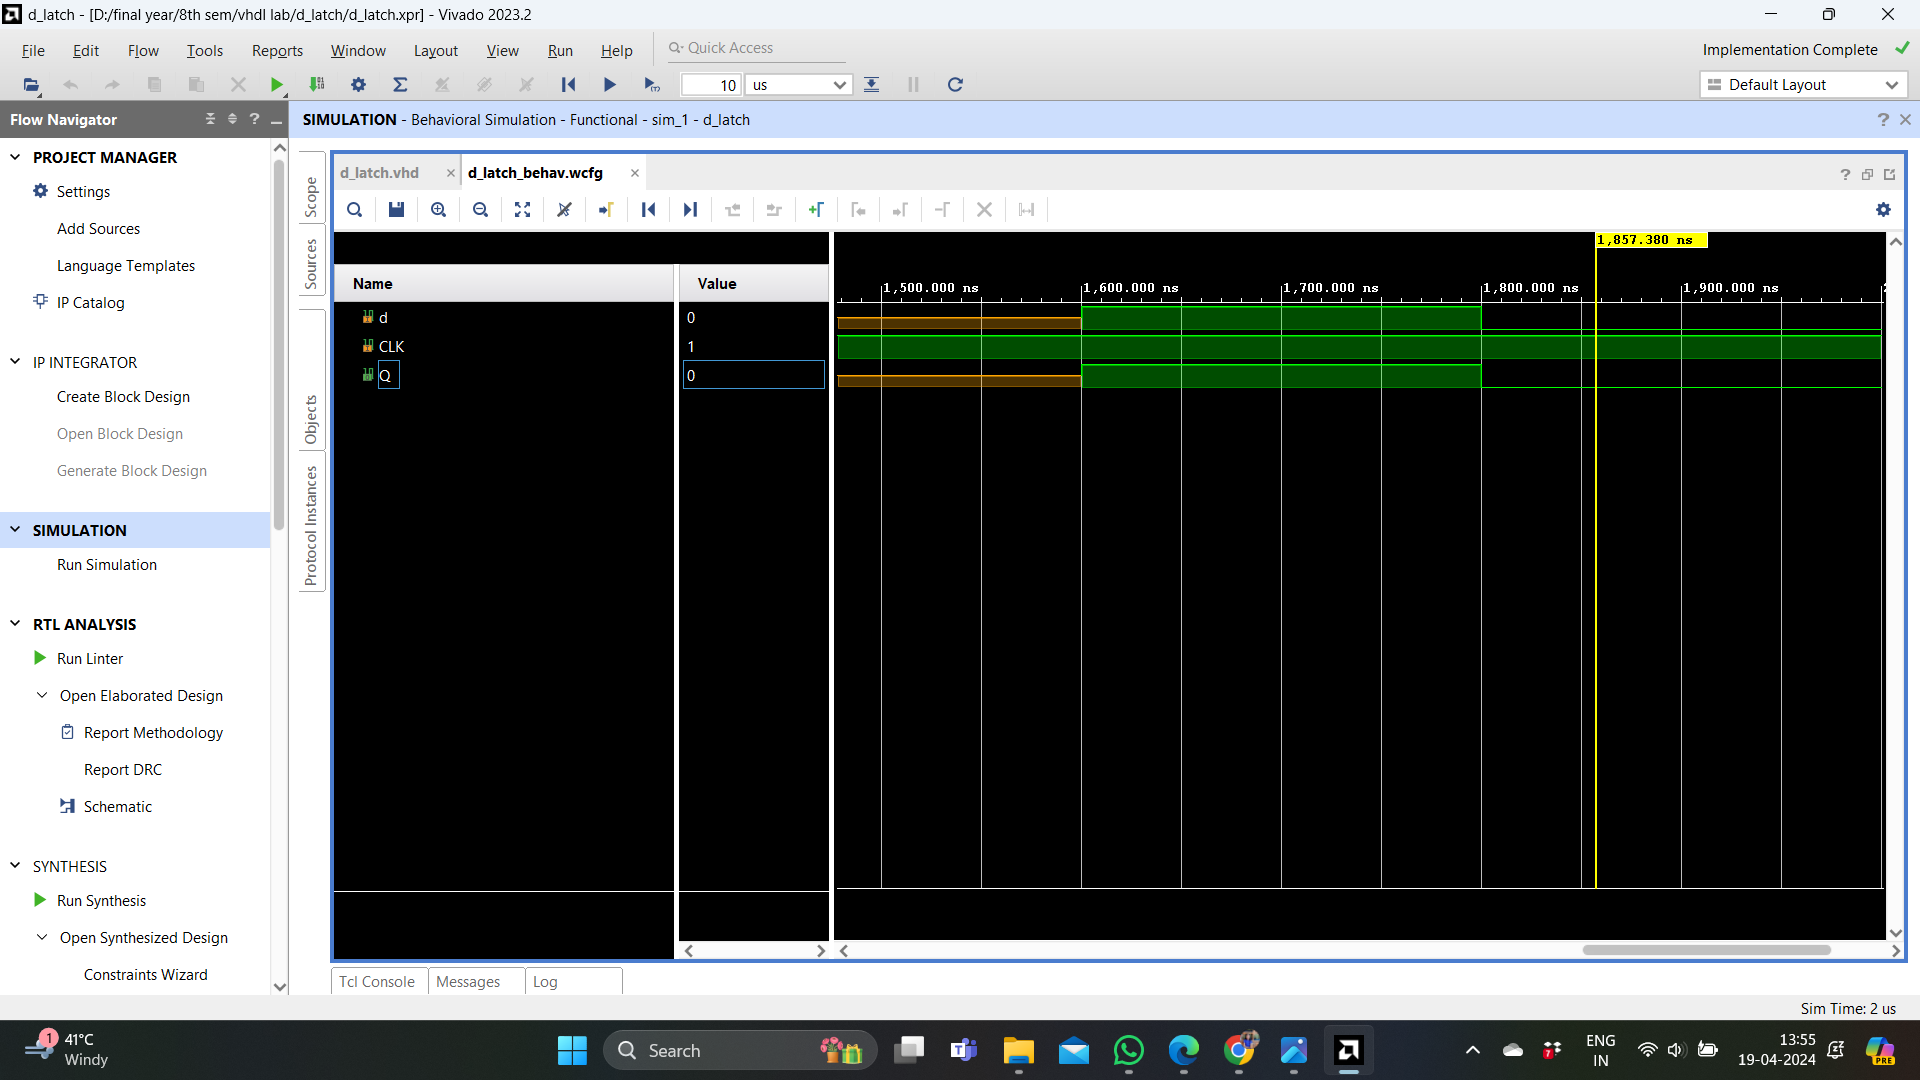 d_latch - [D:/final year/8th sem/vhdl lab/d_latch/d_latch.xpr] - Vivado 2023.2
File Edit Flow Tools Reports Window Layout View Run Help Quick Access
Implementation Complete
10 us
Default Layout
Flow Navigator
SIMULATION - Behavioral Simulation - Functional - sim_1 - d_latch
PROJECT MANAGER
Settings
Add Sources
Language Templates
IP Catalog
IP INTEGRATOR
Create Block Design
Open Block Design
Generate Block Design
SIMULATION
Run Simulation
RTL ANALYSIS
Run Linter
Open Elaborated Design
Report Methodology
Report DRC
Schematic
SYNTHESIS
Run Synthesis
Open Synthesized Design
Constraints Wizard
Scope
Sources
Objects
Protocol Instances
d_latch.vhd
d_latch_behav.wcfg
1,857.380 ns
Name Value
1,500.000 ns 1,600.000 ns 1,700.000 ns 1,800.000 ns 1,900.000 ns
d 0
CLK 1
Q 0
Tcl Console Messages Log
Sim Time: 2 us
1
41°C
Windy
Search
7
ENG
IN
13:55
19-04-2024
PRE